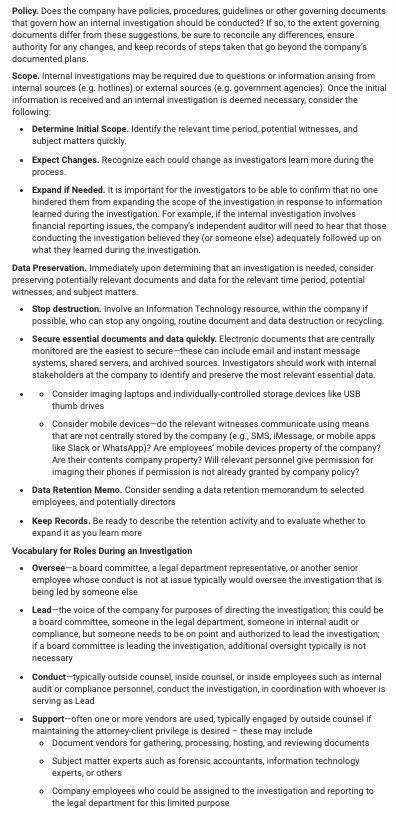 Policy. Does the company have policies, procedures, guidelines or other governing documents
that govern how an internal investigation should be conducted? If so, to the extent governing
documents differ from these suggestions, be sure to reconcile any differences, ensure
authority for any changes, and keep records of steps taken that go beyond the company's
documented plans.
Scope. Internal investigations may be required due to questions or information arising from
internal sources (e.g. hotlines) or external sources (e.g. government agencies). Once the initial
information is received and an internal investigation is deemed necessary, consider the
following:
• Determine Initial Scope. Identify the relevant time period, potential witnesses, and
subject matters quickly.
• Expect Changes. Recognize each could change as investigators learn more during the
process.
• Expand if Needed. It is important for the investigators to be able to confirm that no one
hindered them from expanding the scope of the investigation in response to information
learned during the investigation. For example, if the internal investigation involves
financial reporting issues, the company's independent auditor will need to hear that those
conducting the investigation believed they (or someone else) adequately followed up on
what they learned during the investigation.
Data Preservation. Immediately upon determining that an investigation is needed, consider
preserving potentially relevant documents and data for the relevant time period, potential
witnesses, and subject matters.
• Stop destruction. Involve an Information Technology resource, within the company if
possible, who can stop any ongoing, routine document and data destruction or recycling.
• Secure essential documents and data quickly. Electronic documents that are centrally
monitored are the easiest to secure—these can include email and instant message
systems, shared servers, and archived sources. Investigators should work with internal
stakeholders at the company to identify and preserve the most relevant essential data.
• ◦ Consider imaging laptops and individually-controlled storage devices like USB
thumb drives
◦ Consider mobile devices—do the relevant witnesses communicate using means
that are not centrally stored by the company (e.g., SMS, iMessage, or mobile apps
like Slack or WhatsApp)? Are employees' mobile devices property of the company?
Are their contents company property? Will relevant personnel give permission for
imaging their phones if permission is not already granted by company policy?
• Data Retention Memo. Consider sending a data retention memorandum to selected
employees, and potentially directors
• Keep Records. Be ready to describe the retention activity and to evaluate whether to
expand it as you learn more
Vocabulary for Roles During an Investigation
• Oversee—a board committee, a legal department representative, or another senior
employee whose conduct is not at issue typically would oversee the investigation that is
being led by someone else
• Lead—the voice of the company for purposes of directing the investigation; this could be
a board committee, someone in the legal department, someone in internal audit or
compliance, but someone needs to be on point and authorized to lead the investigation;
if a board committee is leading the investigation, additional oversight typically is not
necessary
• Conduct—typically outside counsel, inside counsel, or inside employees such as internal
audit or compliance personnel, conduct the investigation, in coordination with whoever is
serving as Lead
• Support—often one or more vendors are used, typically engaged by outside counsel if
maintaining the attorney-client privilege is desired – these may include
◦ Document vendors for gathering, processing, hosting, and reviewing documents
◦ Subject matter experts such as forensic accountants, information technology
experts, or others
◦ Company employees who could be assigned to the investigation and reporting to
the legal department for this limited purpose